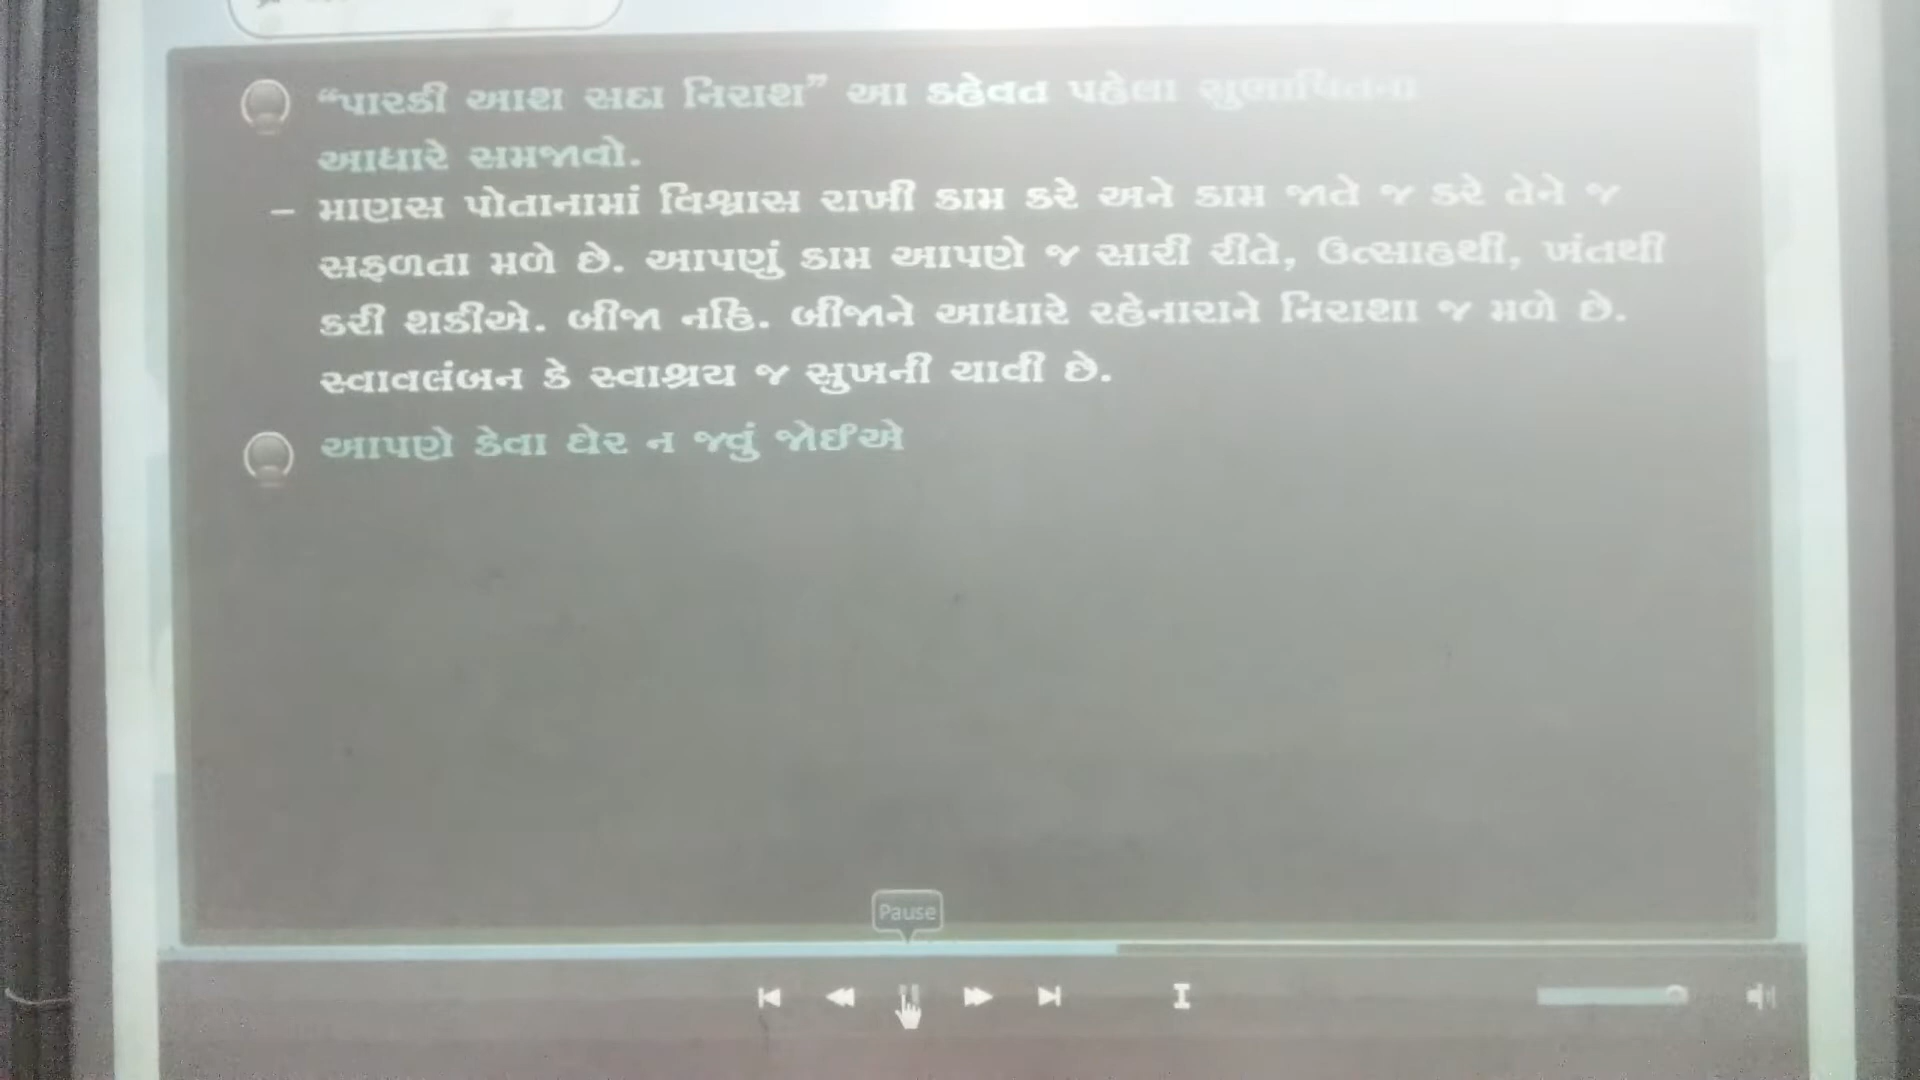 “પારકી આશ સદા નિરાશ” આ કહેવત પહેલા સુભાષિતના
આધારે સમજાવો.
– માણસ પોતાનામાં વિશ્વાસ રાખી કામ કરે અને કામ જાતે જ કરે તેને જ
સફળતા મળે છે. આપણું કામ આપણે જ સારી રીતે, ઉત્સાહથી, ખંતથી
કરી શકીએ. બીજા નહિ. બીજાને આધારે રહેનારાને નિરાશા જ મળે છે.
સ્વાવલંબન કે સ્વાશ્રય જ સુખની ચાવી છે.
આપણે કેવા ઘેર ન જવું જોઈએ
Pause